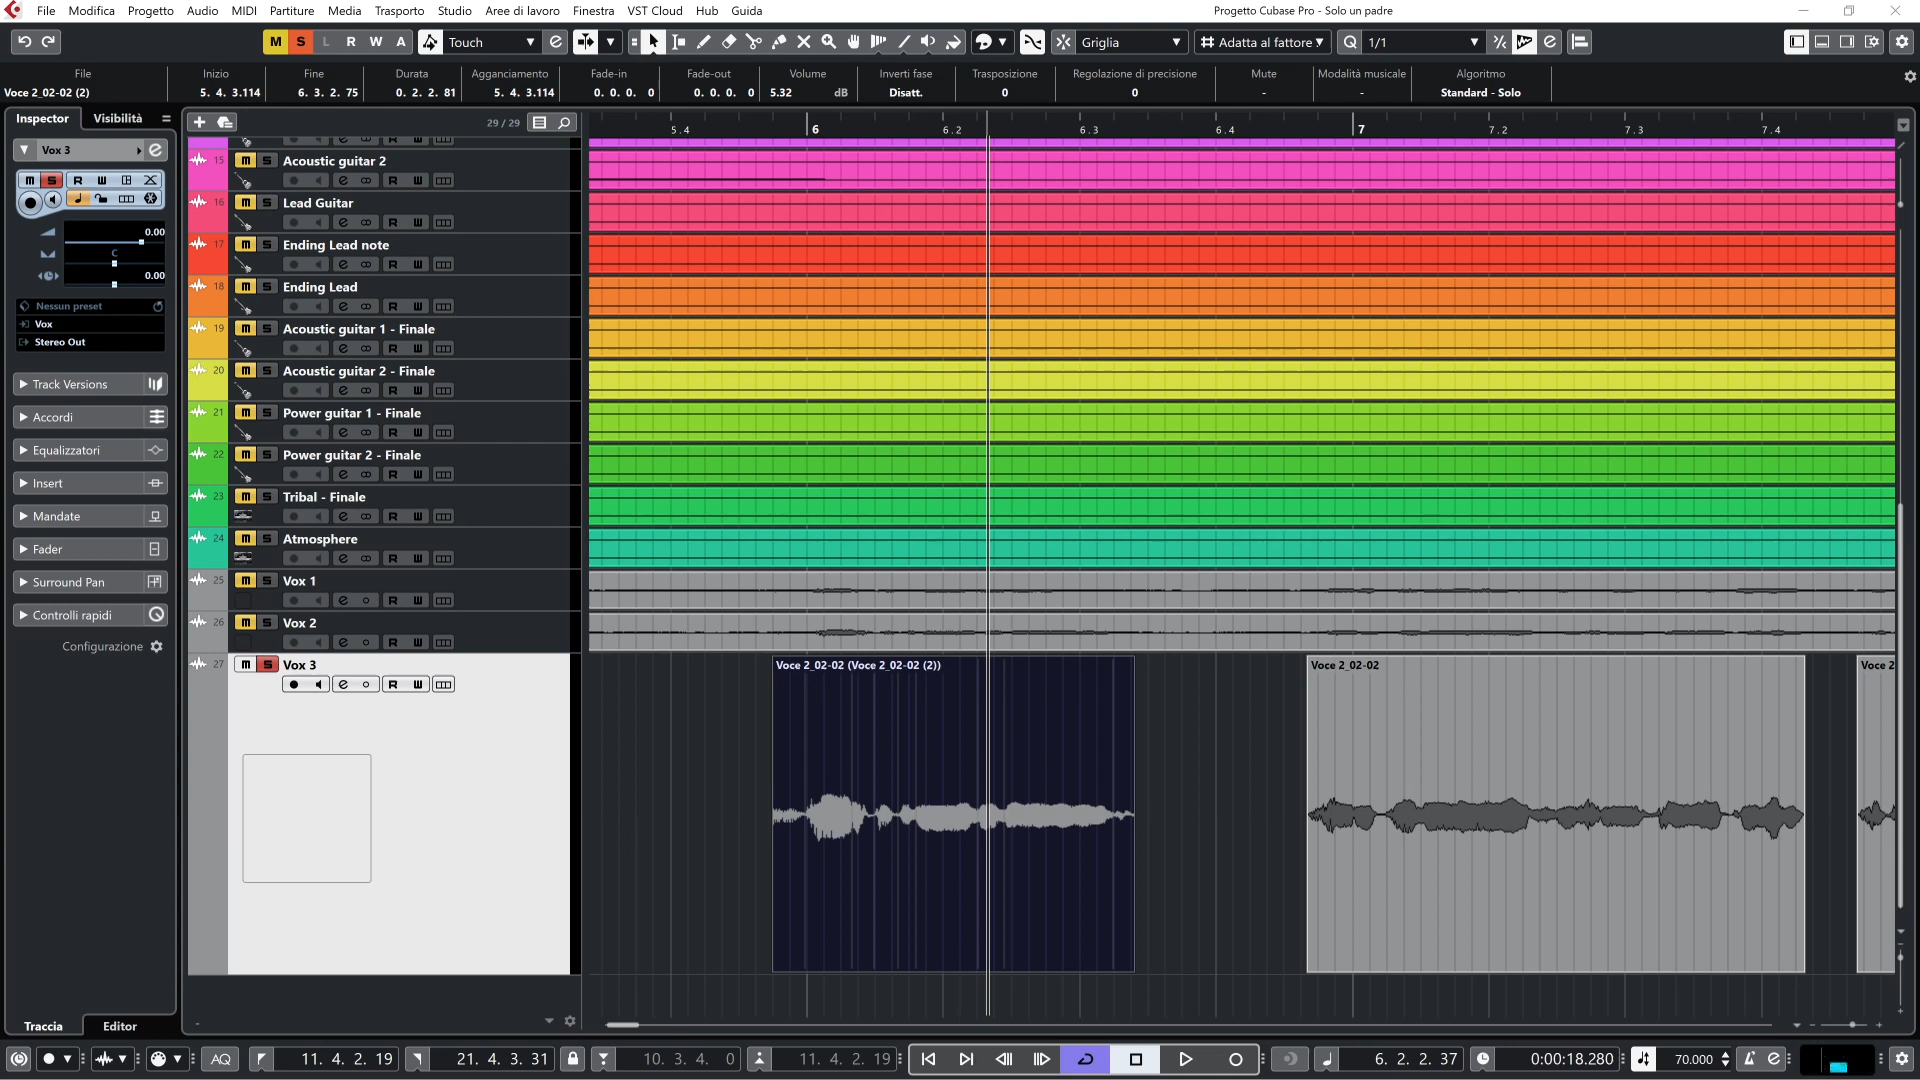 File Modifica Progetto Audio MIDI Partiture Media Trasporto Studio Aree di lavoro Finestra VST Cloud Hub Guida
Progetto Cubase Pro - Solo un padre
M S L R W A Touch Griglia Adatta al fattore Q 1/1
File Inizio Fine Durata Agganciamento Fade-in Fade-out Volume Inverti fase Trasposizione Regolazione di precisione Mute Modalità musicale Algoritmo
Voce 2_02-02 (2) 5. 4. 3.114 6. 3. 2. 75 0. 2. 2. 81 5. 4. 3.114 0. 0. 0. 0 0. 0. 0. 0 5.32 dB Disatt. 0 0 - - Standard - Solo
Inspector Visibilità
29 / 29
5.4 6 6.2 6.3 6.4 7 7.2 7.3 7.4
Vox 3
M S R W
0.00
C
0.00
Nessun preset
Vox
Stereo Out
Track Versions
Accordi
Equalizzatori
Insert
Mandate
Fader
Surround Pan
Controlli rapidi
Configurazione
15 M S Acoustic guitar 2
R W
16 M S Lead Guitar
R W
17 M S Ending Lead note
R W
18 M S Ending Lead
R W
19 M S Acoustic guitar 1 - Finale
R W
20 M S Acoustic guitar 2 - Finale
R W
21 M S Power guitar 1 - Finale
R W
22 M S Power guitar 2 - Finale
R W
23 M S Tribal - Finale
R W
24 M S Atmosphere
R W
25 M S Vox 1
R W
26 M S Vox 2
R W
27 M S Vox 3
R W
Voce 2_02-02 (Voce 2_02-02 (2))
Voce 2_02-02
Voce 2
Traccia Editor
AQ 11. 4. 2. 19 21. 4. 3. 31 10. 3. 4. 0 11. 4. 2. 19 6. 2. 2. 37 0:00:18.280 70.000